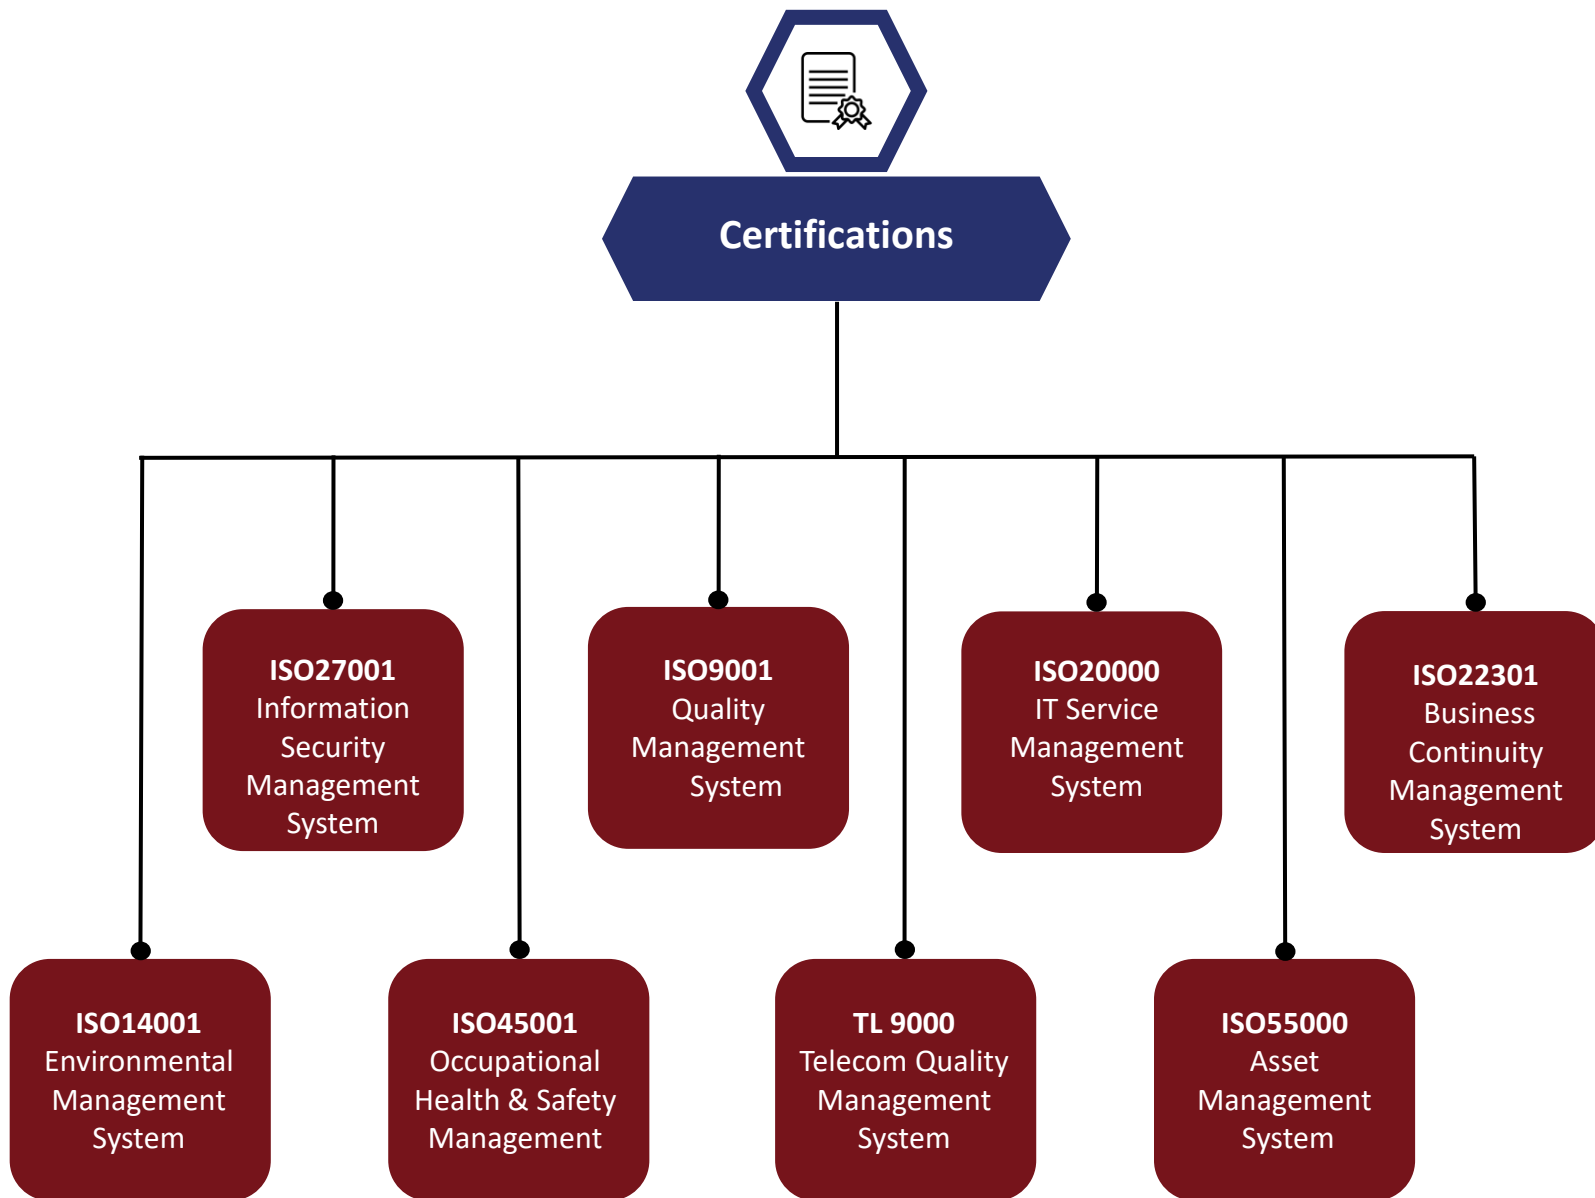 Certifications
ISO27001
Information
Security
Management
System
ISO9001
Quality
Management
System
ISO20000
IT Service
Management
System
ISO22301
Business
Continuity
Management
System
ISO14001
Environmental
Management
System
ISO45001
Occupational
Health & Safety
Management
TL 9000
Telecom Quality
Management
System
ISO55000
Asset
Management
System